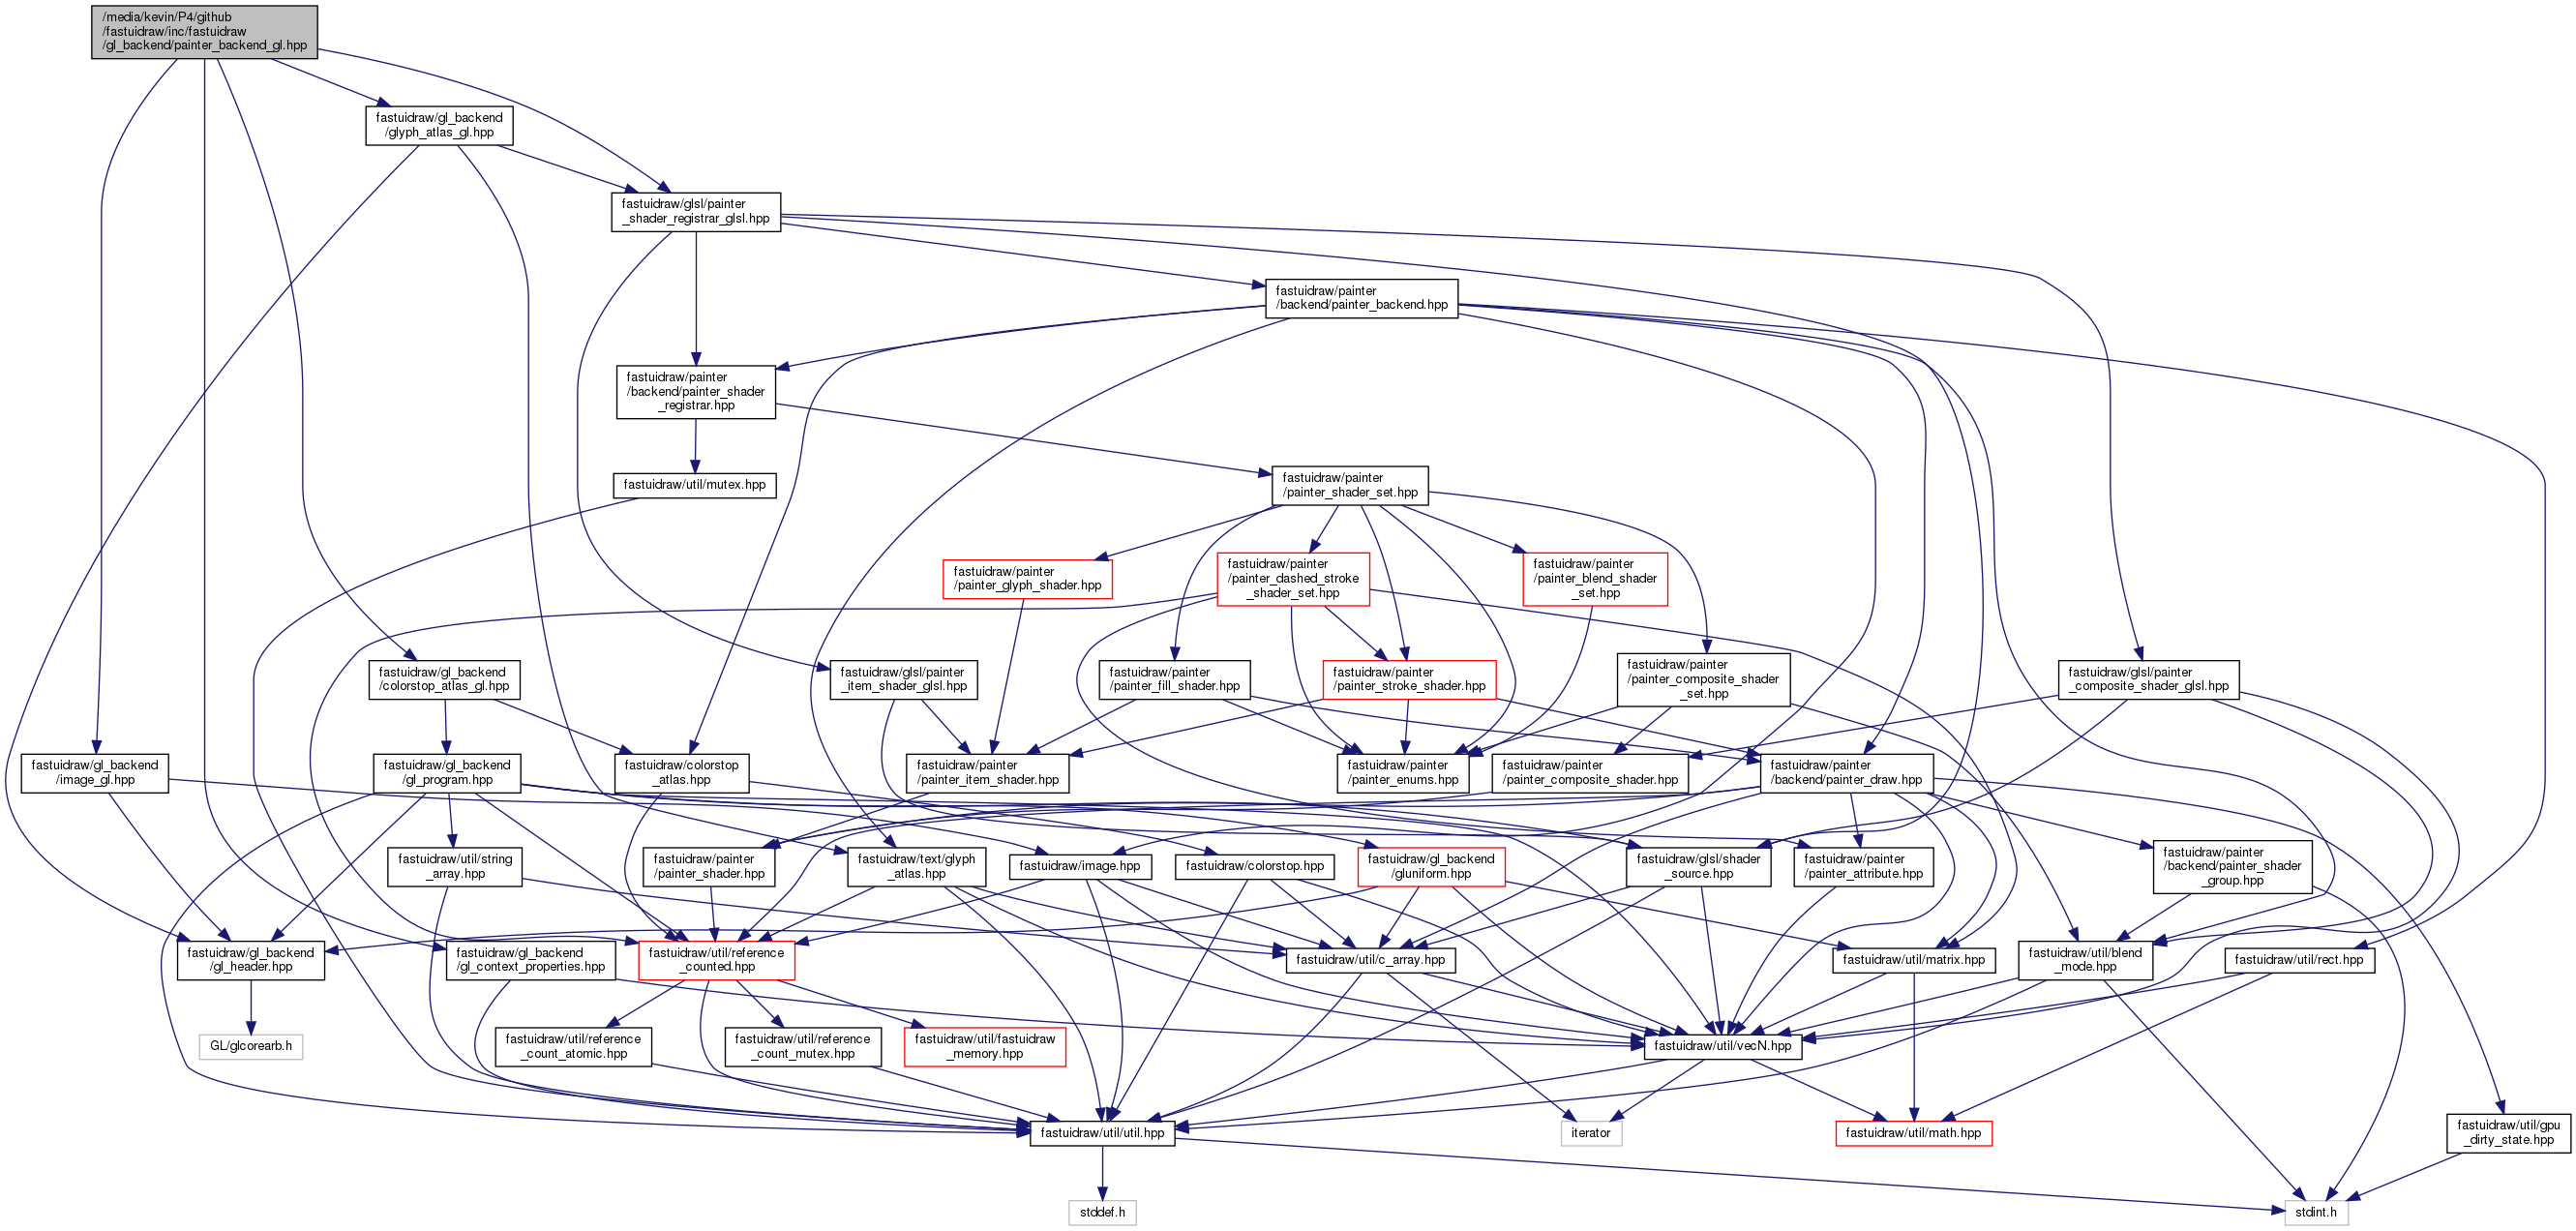 /media/kevin/P4/github
/fastuidraw/inc/fastuidraw
/gl_backend/painter_backend_gl.hpp
fastuidraw/gl_backend
/glyph_atlas_gl.hpp
fastuidraw/glsl/painter
_shader_registrar_glsl.hpp
fastuidraw/painter
/backend/painter_backend.hpp
fastuidraw/painter
/backend/painter_shader
_registrar.hpp
fastuidraw/util/mutex.hpp
fastuidraw/painter
/painter_shader_set.hpp
fastuidraw/painter
/painter_glyph_shader.hpp
fastuidraw/painter
/painter_dashed_stroke
_shader_set.hpp
fastuidraw/painter
/painter_blend_shader
_set.hpp
fastuidraw/gl_backend
/colorstop_atlas_gl.hpp
fastuidraw/glsl/painter
_item_shader_glsl.hpp
fastuidraw/painter
/painter_fill_shader.hpp
fastuidraw/painter
/painter_stroke_shader.hpp
fastuidraw/painter
/painter_composite_shader
_set.hpp
fastuidraw/glsl/painter
_composite_shader_glsl.hpp
fastuidraw/gl_backend
/image_gl.hpp
fastuidraw/gl_backend
/gl_program.hpp
fastuidraw/colorstop
_atlas.hpp
fastuidraw/painter
/painter_item_shader.hpp
fastuidraw/painter
/painter_enums.hpp
fastuidraw/painter
/painter_composite_shader.hpp
fastuidraw/painter
/backend/painter_draw.hpp
fastuidraw/util/string
_array.hpp
fastuidraw/painter
/painter_shader.hpp
fastuidraw/text/glyph
_atlas.hpp
fastuidraw/image.hpp
fastuidraw/colorstop.hpp
fastuidraw/gl_backend
/gluniform.hpp
fastuidraw/glsl/shader
_source.hpp
fastuidraw/painter
/painter_attribute.hpp
fastuidraw/painter
/backend/painter_shader
_group.hpp
fastuidraw/gl_backend
/gl_header.hpp
fastuidraw/gl_backend
/gl_context_properties.hpp
fastuidraw/util/reference
_counted.hpp
fastuidraw/util/c_array.hpp
fastuidraw/util/matrix.hpp
fastuidraw/util/blend
_mode.hpp
fastuidraw/util/rect.hpp
GL/glcorearb.h
fastuidraw/util/reference
_count_atomic.hpp
fastuidraw/util/reference
_count_mutex.hpp
fastuidraw/util/fastuidraw
_memory.hpp
fastuidraw/util/vecN.hpp
fastuidraw/util/util.hpp
iterator
fastuidraw/util/math.hpp
fastuidraw/util/gpu
_dirty_state.hpp
stddef.h
stdint.h